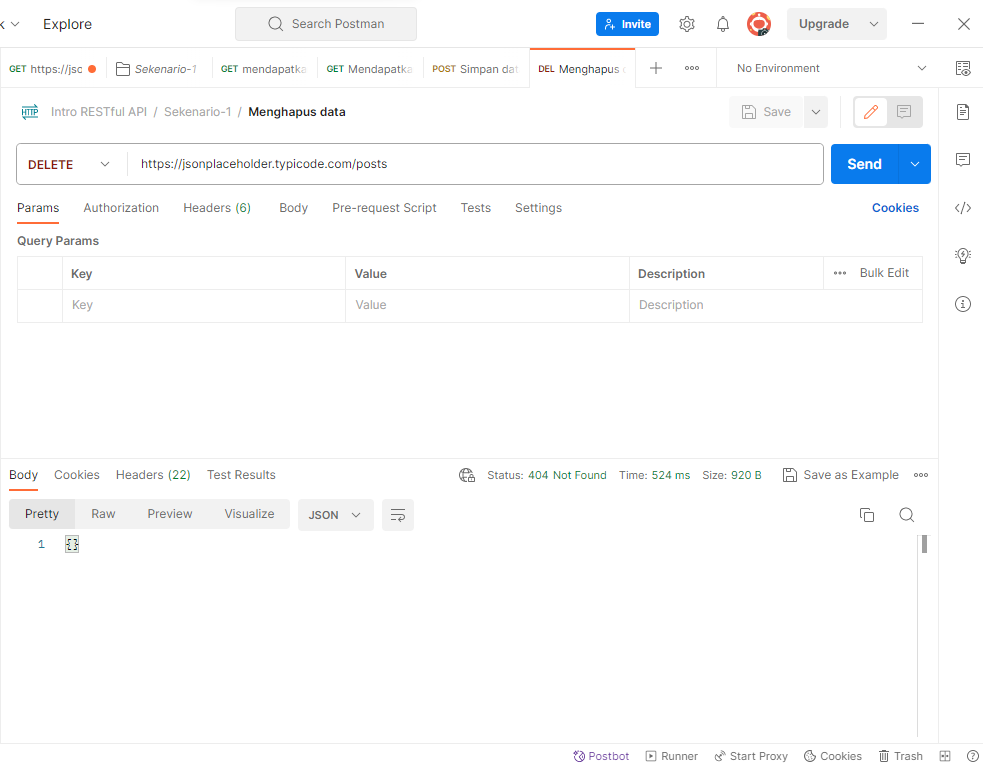 Explore Search Postman Invite Upgrade
GET https://jsc Sekenario-1 GET mendapatka GET Mendapatka POST Simpan dat DEL Menghapus No Environment
HTTP Intro RESTful API / Sekenario-1 / Menghapus data Save
DELETE https://jsonplaceholder.typicode.com/posts Send
Params Authorization Headers (6) Body Pre-request Script Tests Settings Cookies
Query Params
Key Value Description Bulk Edit
Key Value Description
Body Cookies Headers (22) Test Results Status: 404 Not Found Time: 524 ms Size: 920 B Save as Example
Pretty Raw Preview Visualize JSON
1 {}
Postbot Runner Start Proxy Cookies Trash